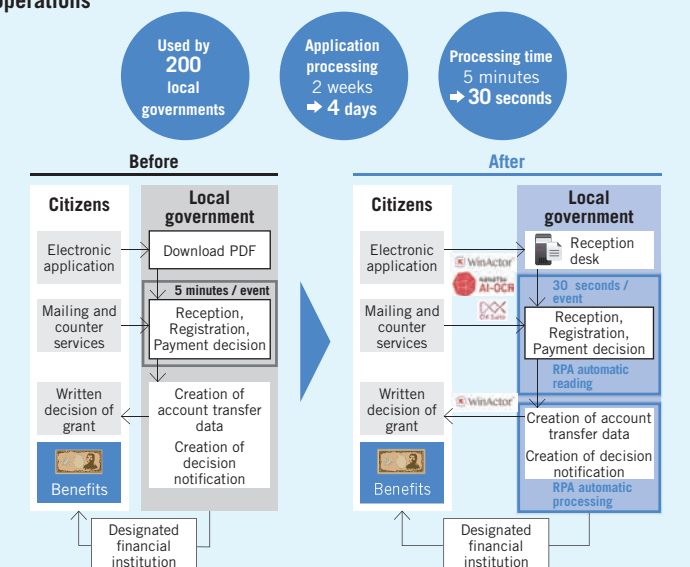 operations
Used by
200
local
governments
Application
processing
2 weeks
➔ 4 days
Processing time
5 minutes
➔ 30 seconds
Before
Citizens
Local
government
Electronic
application
Download PDF
5 minutes / event
Mailing and
counter
services
Reception,
Registration,
Payment decision
Written
decision of
grant
Creation of
account transfer
data
Creation of
decision
notification
Benefits
Designated
financial
institution
After
Citizens
Local
government
Electronic
application
WinActor
NaNaTsu
AI-OCR
DX Suite
Reception
desk
30 seconds /
event
Mailing and
counter
services
Reception,
Registration,
Payment decision
RPA automatic
reading
Written
decision of
grant
WinActor
Creation of account
transfer data
Creation of decision
notification
RPA automatic
processing
Benefits
Designated
financial
institution